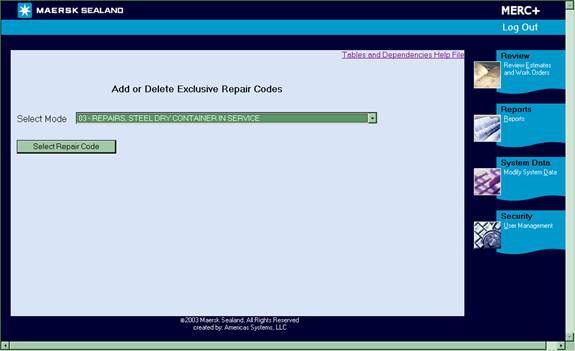 MAERSK SEALAND
MERC+
Log Out
Tables and Dependencies Help File
Add or Delete Exclusive Repair Codes
Select Mode
03 - REPAIRS, STEEL DRY CONTAINER IN SERVICE
Select Repair Code
Review
Review Estimates
and Work Orders
Reports
Reports
System Data
Modify System Data
Security
User Management
©2003 Maersk Sealand, All Rights Reserved
created by: Americas Systems, LLC